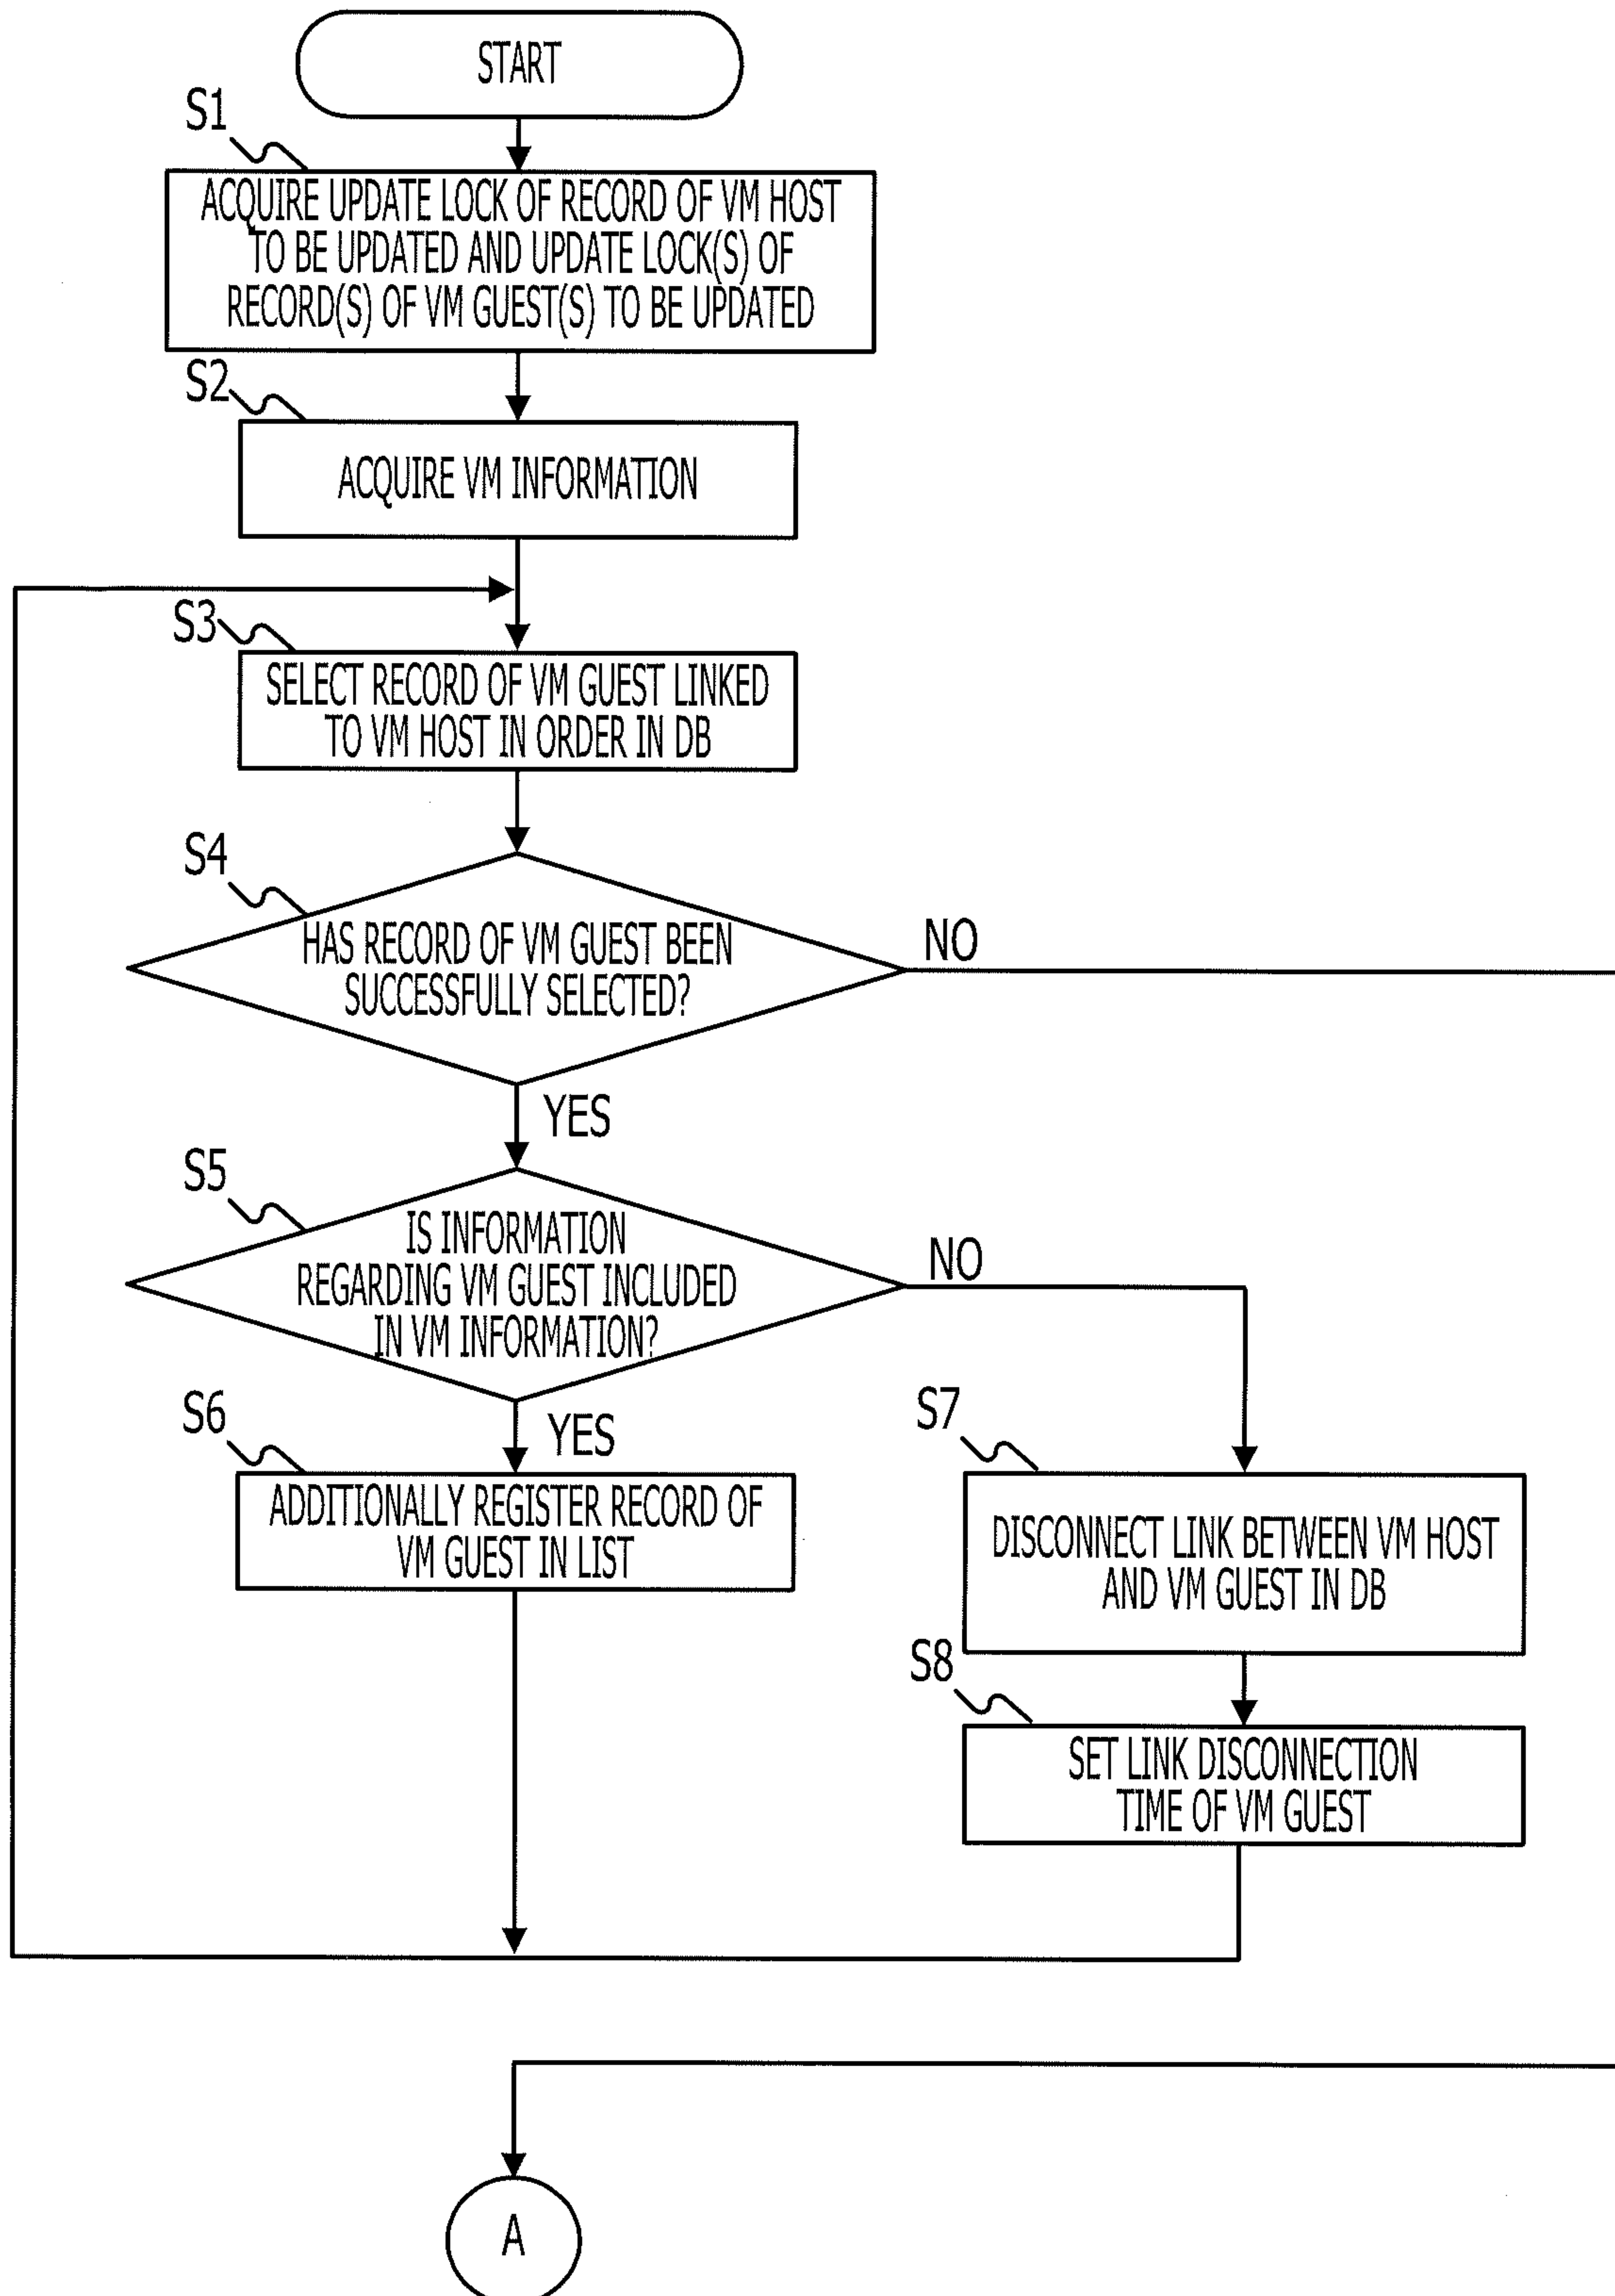 START
S1
ACQUIRE UPDATE LOCK OF RECORD OF VM HOST
TO BE UPDATED AND UPDATE LOCK(S) OF
RECORD(S) OF VM GUEST(S) TO BE UPDATED
S2
ACQUIRE VM INFORMATION
S3
SELECT RECORD OF VM GUEST LINKED
TO VM HOST IN ORDER IN DB
S4
HAS RECORD OF VM GUEST BEEN
SUCCESSFULLY SELECTED?
NO
YES
S5
IS INFORMATION
REGARDING VM GUEST INCLUDED
IN VM INFORMATION?
NO
YES
S6
ADDITIONALLY REGISTER RECORD OF
VM GUEST IN LIST
S7
DISCONNECT LINK BETWEEN VM HOST
AND VM GUEST IN DB
S8
SET LINK DISCONNECTION
TIME OF VM GUEST
A